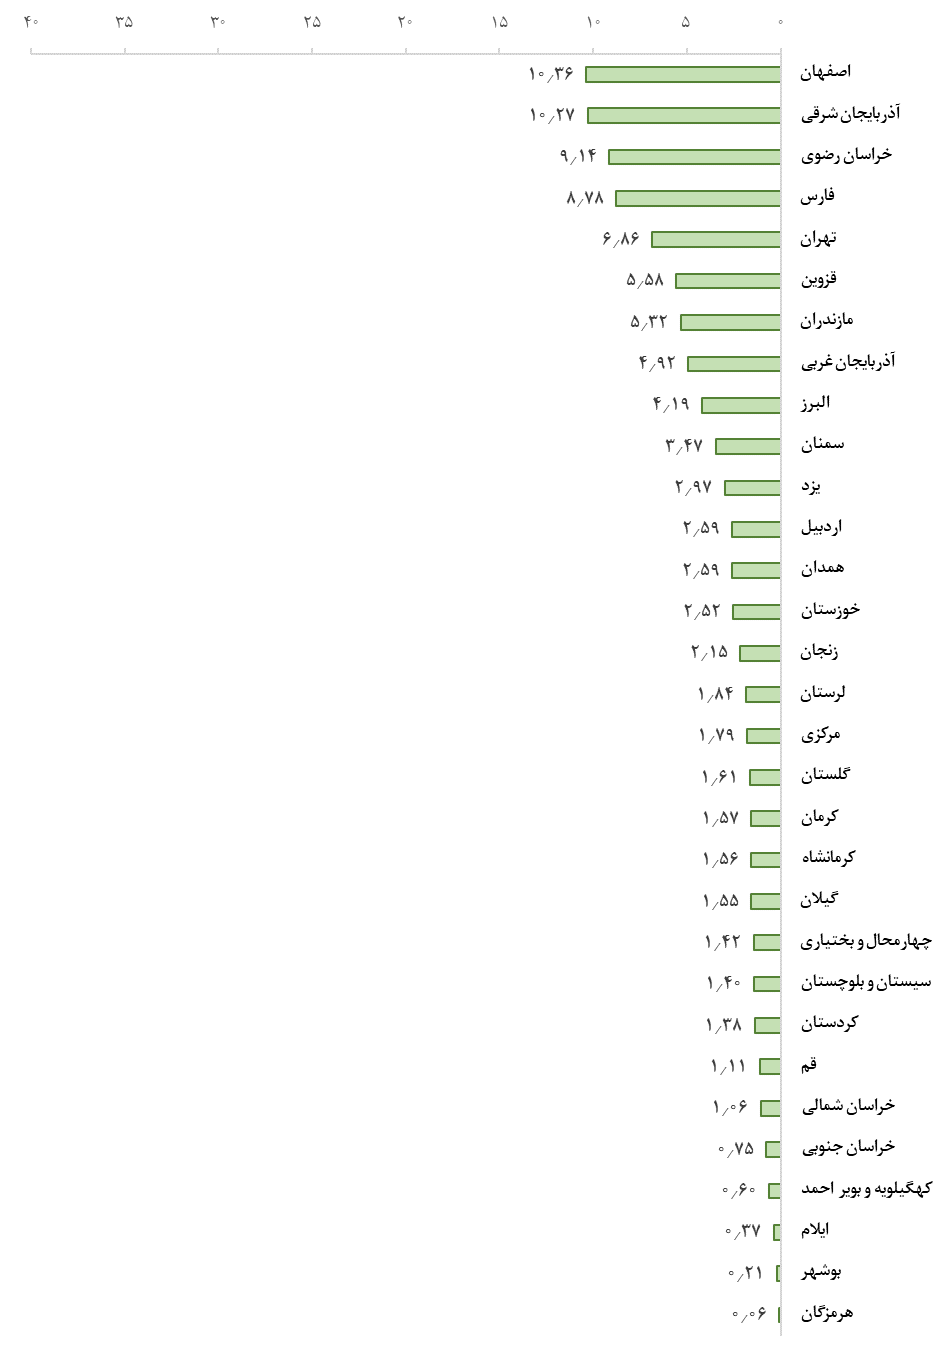 ۰ ۵ ۱۰ ۱۵ ۲۰ ۲۵ ۳۰ ۳۵ ۴۰
اصفهان ۱۰٫۳۶
آذربایجان شرقی ۱۰٫۲۷
خراسان رضوی ۹٫۱۴
فارس ۸٫۷۸
تهران ۶٫۸۶
قزوین ۵٫۵۸
مازندران ۵٫۳۲
آذربایجان غربی ۴٫۹۲
البرز ۴٫۱۹
سمنان ۳٫۴۷
یزد ۲٫۹۷
اردبیل ۲٫۵۹
همدان ۲٫۵۹
خوزستان ۲٫۵۲
زنجان ۲٫۱۵
لرستان ۱٫۸۴
مرکزی ۱٫۷۹
گلستان ۱٫۶۱
کرمان ۱٫۵۷
کرمانشاه ۱٫۵۶
گیلان ۱٫۵۵
چهارمحال و بختیاری ۱٫۴۲
سیستان و بلوچستان ۱٫۴۰
کردستان ۱٫۳۸
قم ۱٫۱۱
خراسان شمالی ۱٫۰۶
خراسان جنوبی ۰٫۷۵
کهگیلویه و بویر احمد ۰٫۶۰
ایلام ۰٫۳۷
بوشهر ۰٫۲۱
هرمزگان ۰٫۰۶